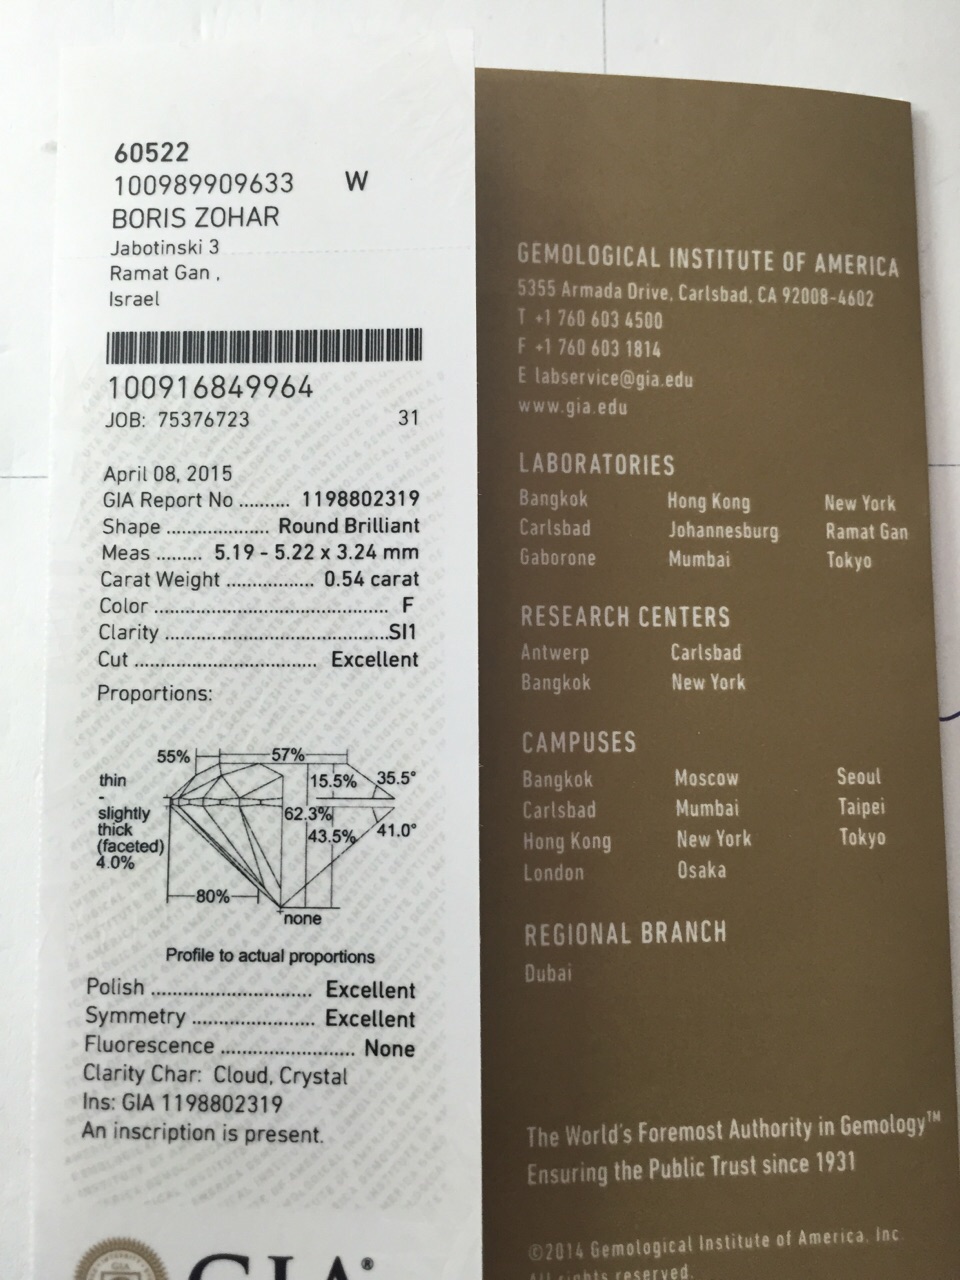 60522
100989909633 W
BORIS ZOHAR
Jabotinski 3
Ramat Gan ,
Israel
100916849964
JOB: 75376723 31
April 08, 2015
GIA Report No .......... 1198802319
Shape .................... Round Brilliant
Meas ......... 5.19 - 5.22 x 3.24 mm
Carat Weight ................. 0.54 carat
Color ............................................. F
Clarity ...........................................SI1
Cut ................................... Excellent
Proportions:
55% 57%
thin 15.5% 35.5°
-
slightly 62.3%
thick 43.5% 41.0°
(faceted)
4.0%
80%
none
Profile to actual proportions
Polish ............................... Excellent
Symmetry ........................ Excellent
Fluorescence .......................... None
Clarity Char: Cloud, Crystal
Ins: GIA 1198802319
An inscription is present.
GIA®
GEMOLOGICAL INSTITUTE OF AMERICA
5355 Armada Drive, Carlsbad, CA 92008-4602
T +1 760 603 4500
F +1 760 603 1814
E labservice@gia.edu
www.gia.edu
LABORATORIES
Bangkok Hong Kong New York
Carlsbad Johannesburg Ramat Gan
Gaborone Mumbai Tokyo
RESEARCH CENTERS
Antwerp Carlsbad
Bangkok New York
CAMPUSES
Bangkok Moscow Seoul
Carlsbad Mumbai Taipei
Hong Kong New York Tokyo
London Osaka
REGIONAL BRANCH
Dubai
The World's Foremost Authority in Gemology™
Ensuring the Public Trust since 1931
©2014 Gemological Institute of America, Inc
All rights reserved.